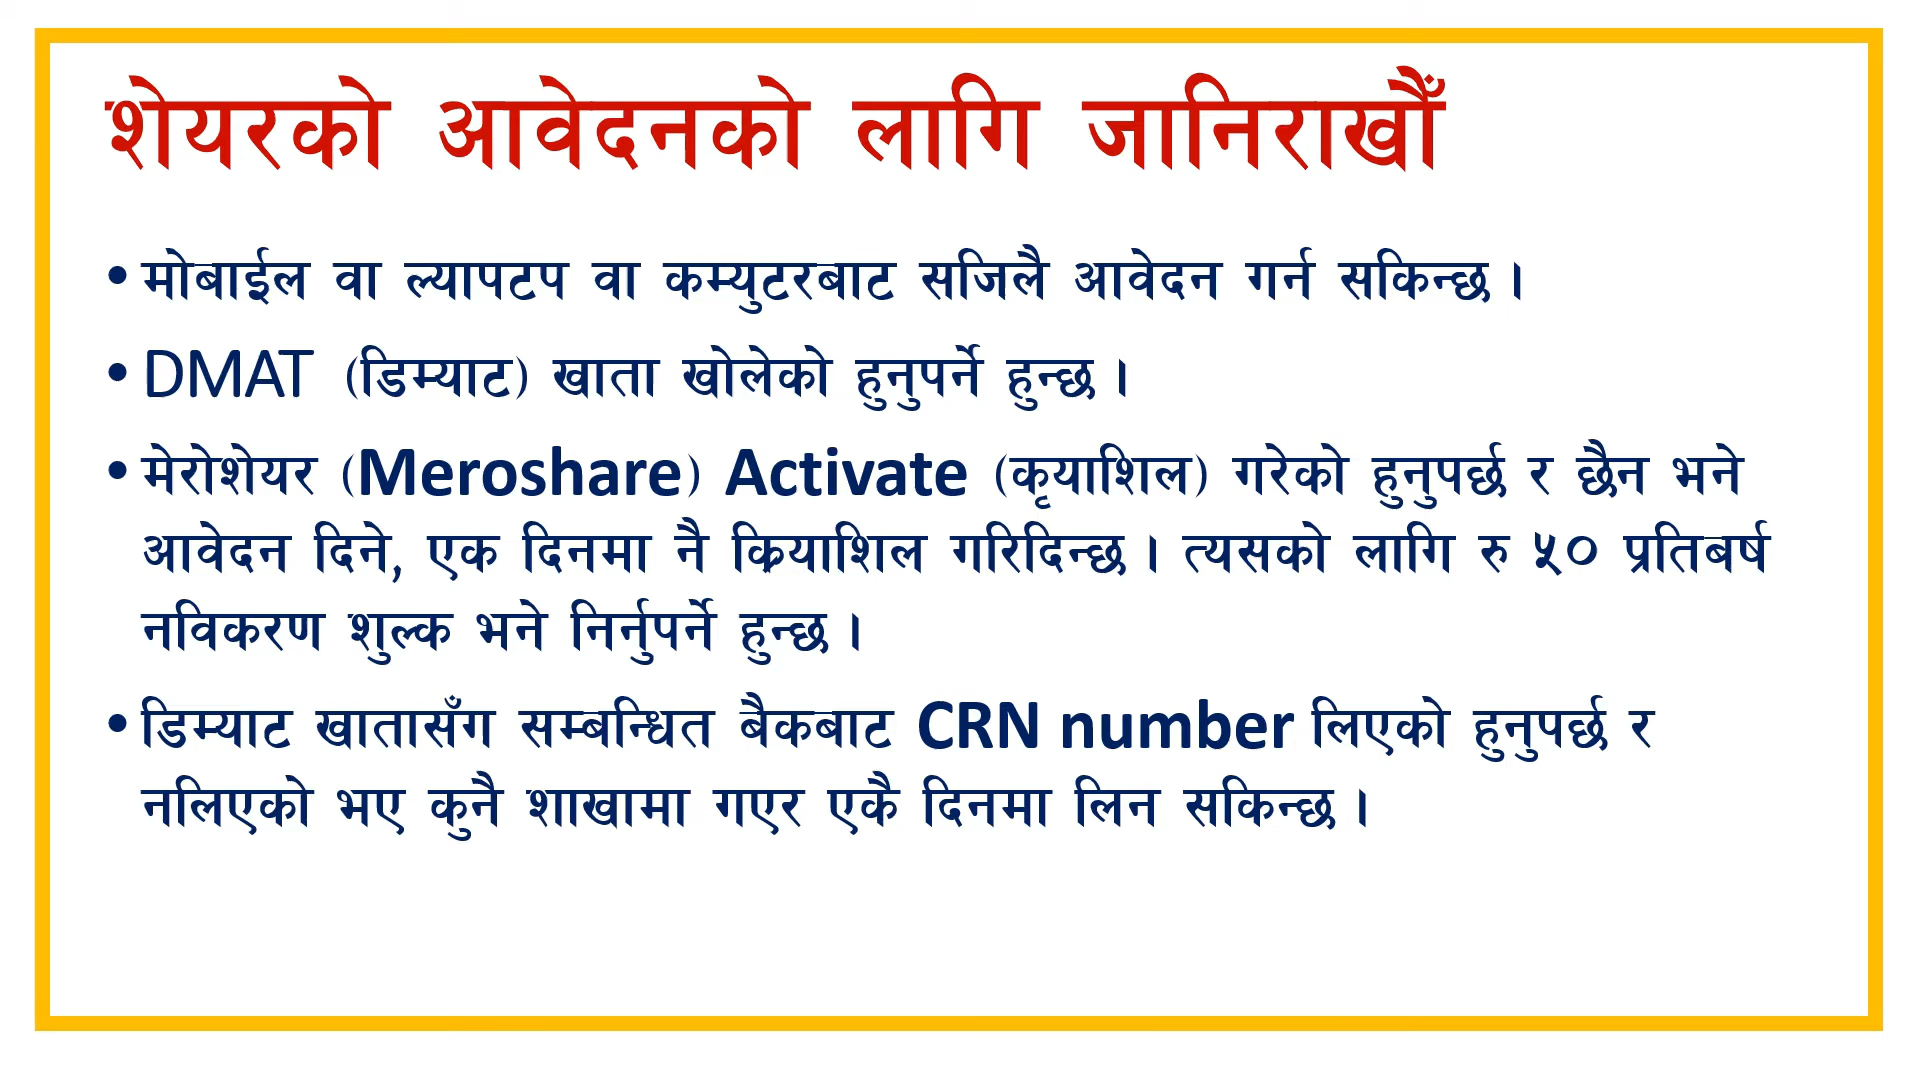 शेयरको आवेदनको लागि जानिराखौँ
• मोबाईल वा ल्यापटप वा कम्युटरबाट सजिलै आवेदन गर्न सकिन्छ ।
• DMAT (डिम्याट) खाता खोलेको हुनुपर्ने हुन्छ ।
• मेरोशेयर (Meroshare) Activate (कृयाशिल) गरेको हुनुपर्छ र छैन भने
आवेदन दिने, एक दिनमा नै क्रियाशिल गरिदिन्छ । त्यसको लागि रु ५० प्रतिबर्ष
नविकरण शुल्क भने निर्नुपर्ने हुन्छ ।
• डिम्याट खातासँग सम्बन्धित बैकबाट CRN number लिएको हुनुपर्छ र
नलिएको भए कुनै शाखामा गएर एकै दिनमा लिन सकिन्छ ।